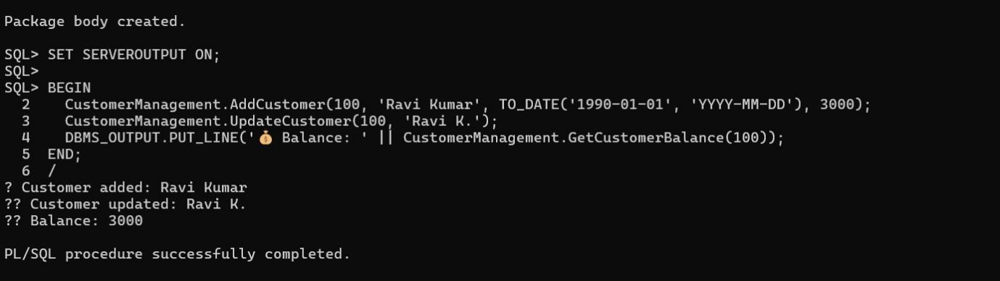 Package body created.
SQL> SET SERVEROUTPUT ON;
SQL>
SQL> BEGIN
  2    CustomerManagement.AddCustomer(100, 'Ravi Kumar', TO_DATE('1990-01-01', 'YYYY-MM-DD'), 3000);
  3    CustomerManagement.UpdateCustomer(100, 'Ravi K.');
  4    DBMS_OUTPUT.PUT_LINE('💰 Balance: ' || CustomerManagement.GetCustomerBalance(100));
  5  END;
  6  /
? Customer added: Ravi Kumar
?? Customer updated: Ravi K.
?? Balance: 3000
PL/SQL procedure successfully completed.